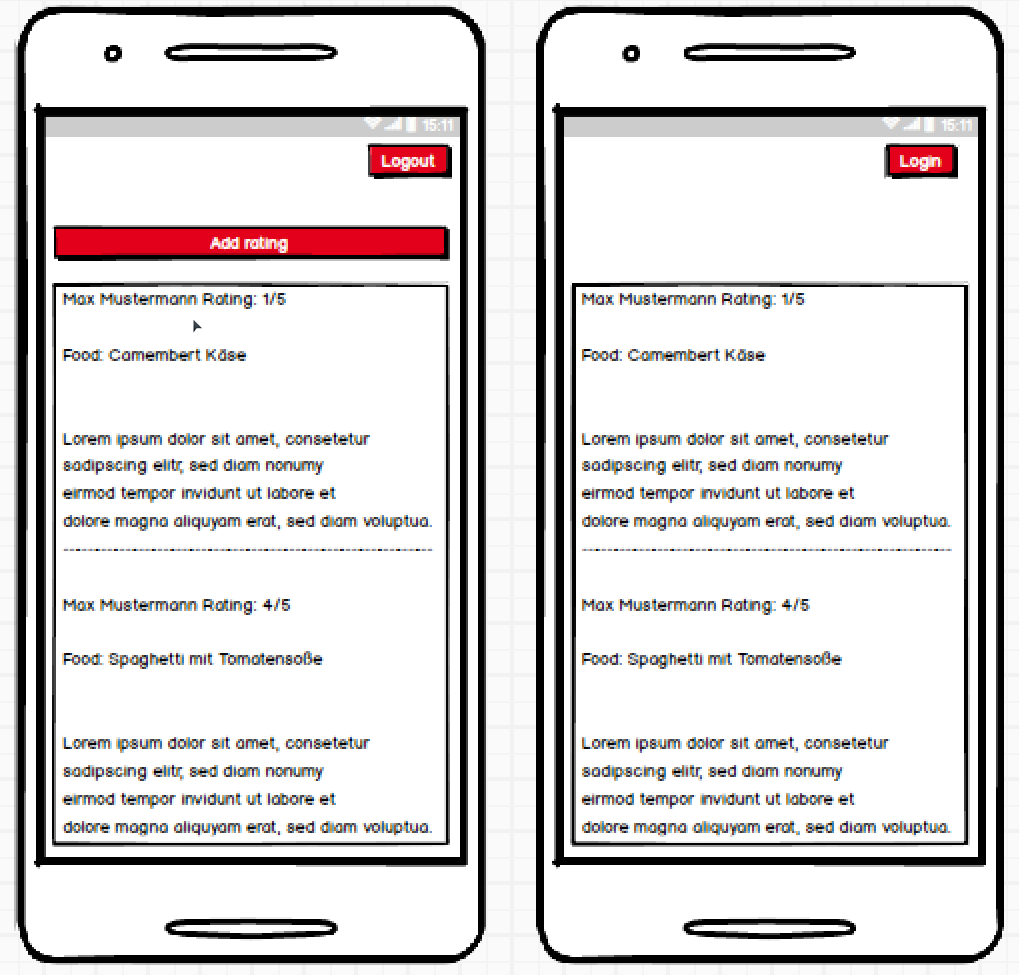 15:11
Logout
Add rating
Max Mustermann Rating: 1/5
Food: Camembert Käse
Lorem ipsum dolor sit amet, consetetur
sadipscing elitr, sed diam nonumy
eirmod tempor invidunt ut labore et
dolore magna aliquyam erat, sed diam voluptua.
------------------------------------------------------------
Max Mustermann Rating: 4/5
Food: Spaghetti mit Tomatensoße
Lorem ipsum dolor sit amet, consetetur
sadipscing elitr, sed diam nonumy
eirmod tempor invidunt ut labore et
dolore magna aliquyam erat, sed diam voluptua.
15:11
Login
Max Mustermann Rating: 1/5
Food: Camembert Käse
Lorem ipsum dolor sit amet, consetetur
sadipscing elitr, sed diam nonumy
eirmod tempor invidunt ut labore et
dolore magna aliquyam erat, sed diam voluptua.
------------------------------------------------------------
Max Mustermann Rating: 4/5
Food: Spaghetti mit Tomatensoße
Lorem ipsum dolor sit amet, consetetur
sadipscing elitr, sed diam nonumy
eirmod tempor invidunt ut labore et
dolore magna aliquyam erat, sed diam voluptua.